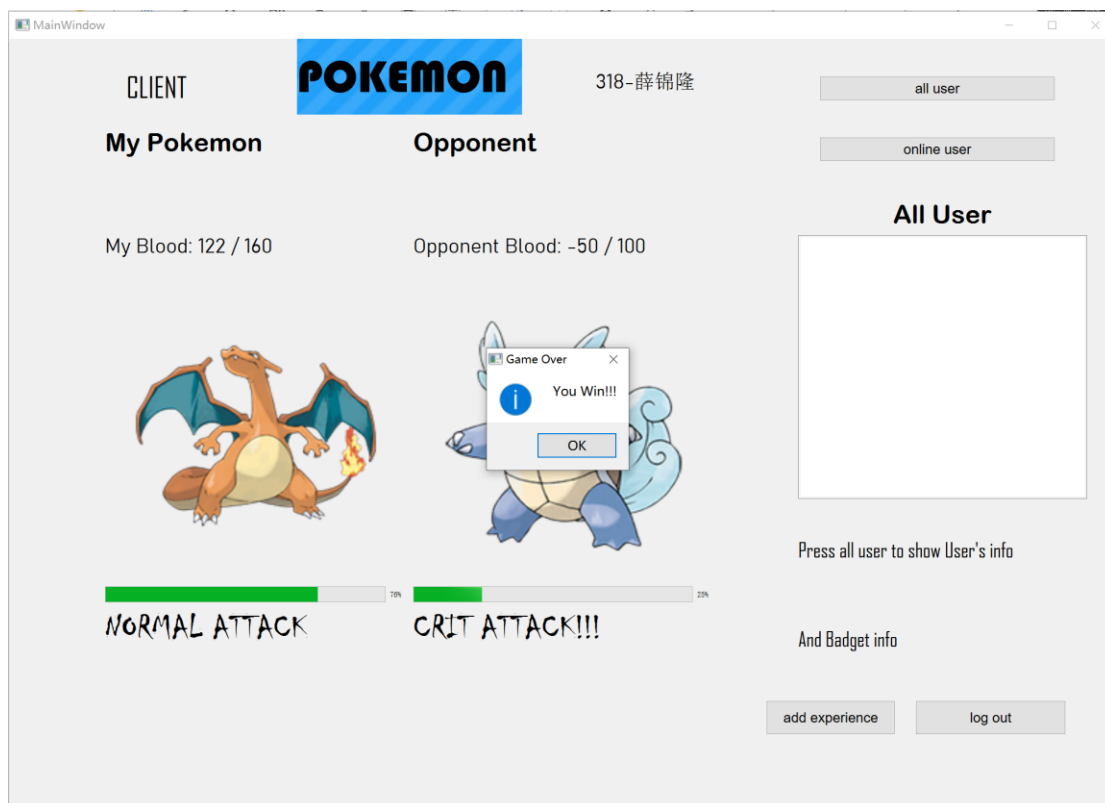 MainWindow
CLIENT
POKEMON
318-薛锦隆
all user
My Pokemon
Opponent
online user
All User
My Blood: 122 / 160
Opponent Blood: -50 / 100
Game Over
You Win!!!
OK
Press all user to show User's info
76%
25%
NORMAL ATTACK
CRIT ATTACK!!!
And Badget info
add experience
log out